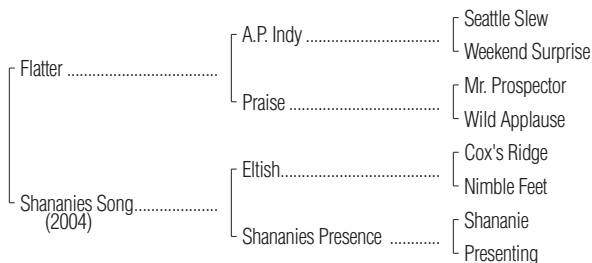 Seattle Slew
A.P. Indy ................................
Weekend Surprise
Flatter ....................................
Mr. Prospector
Praise .....................................
Wild Applause
Cox's Ridge
Eltish......................................
Nimble Feet
Shananies Song....................
(2004)
Shananie
Shananies Presence ............
Presenting